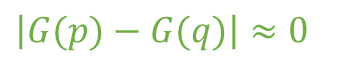 |G(p) − G(q)| ≈ 0